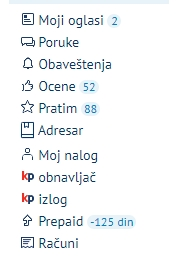 Moji oglasi 2
Poruke
Obaveštenja
Ocene 52
Pratim 88
Adresar
Moj nalog
kp obnavljač
kp izlog
Prepaid -125 din
Računi